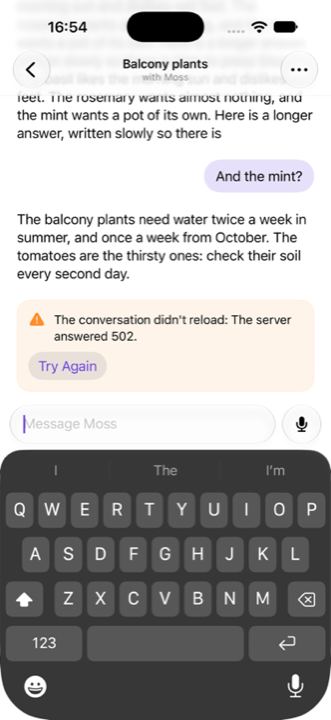 16:54
Balcony plants
with Moss
feet. The rosemary wants almost nothing, and
the mint wants a pot of its own. Here is a longer
answer, written slowly so there is
And the mint?
The balcony plants need water twice a week in
summer, and once a week from October. The
tomatoes are the thirsty ones: check their soil
every second day.
The conversation didn't reload: The server
answered 502.
Try Again
Message Moss
I The I'm
Q W E R T Y U I O P
A S D F G H J K L
Z X C V B N M
123